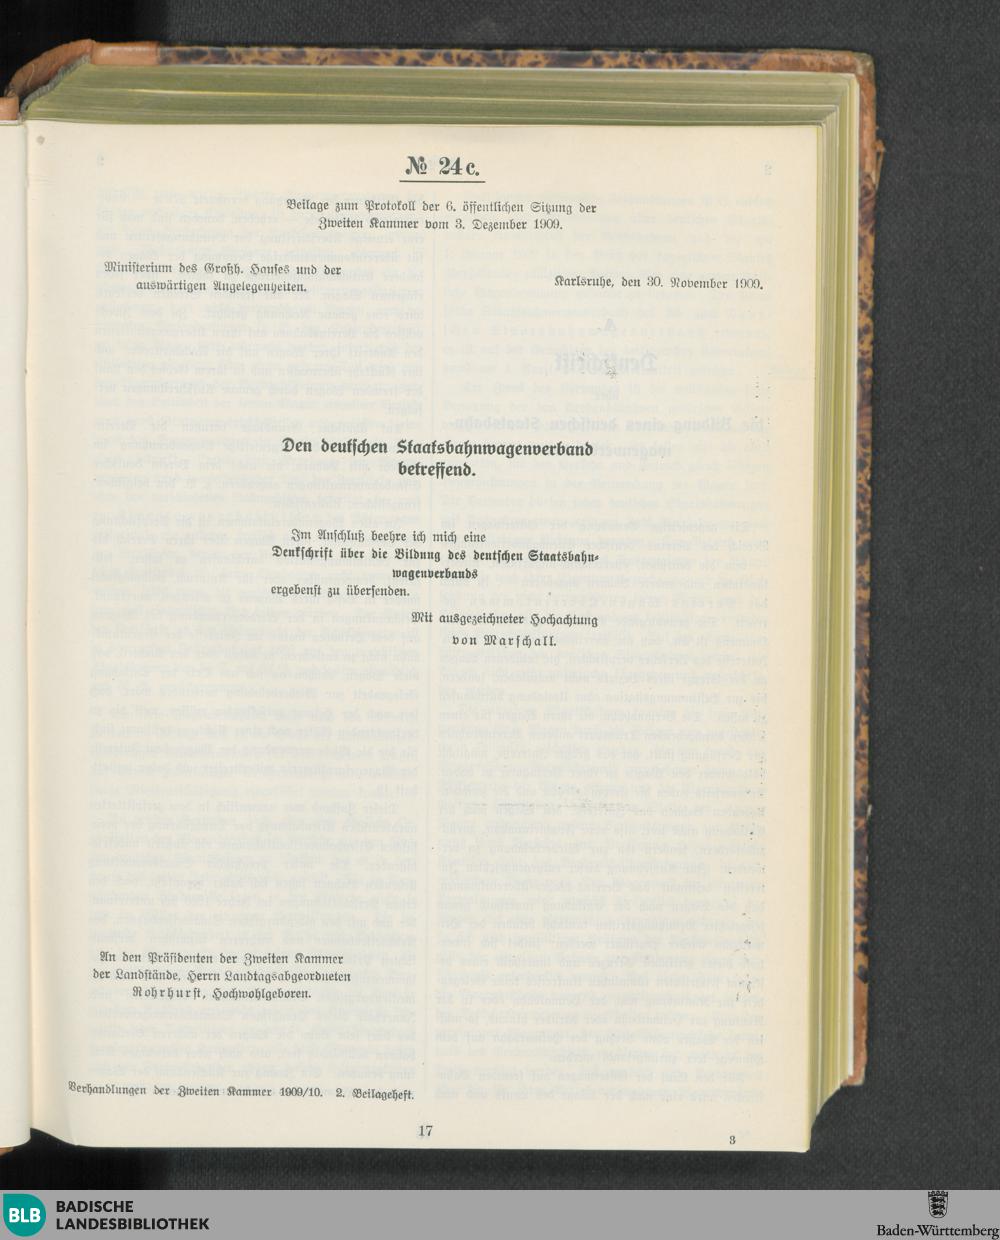 № 24c.
Beilage zum Protokoll der 6. öffentlichen Sitzung der
Zweiten Kammer vom 3. Dezember 1909.
Ministerium des Großh. Hauses und der
auswärtigen Angelegenheiten.
Karlsruhe, den 30. November 1909.
Den deutschen Staatsbahnwagenverband
betreffend.
Im Anschluß beehre ich mich eine
Denkschrift über die Bildung des deutschen Staatsbahn-
wagenverbands
ergebenst zu übersenden.
Mit ausgezeichneter Hochachtung
von Marschall.
An den Präsidenten der Zweiten Kammer
der Landstände, Herrn Landtagsabgeordneten
Rohrhurst, Hochwohlgeboren.
Verhandlungen der Zweiten Kammer 1909/10. 2. Beilageheft.
17
3
BLB
BADISCHE
LANDESBIBLIOTHEK
Baden-Württemberg